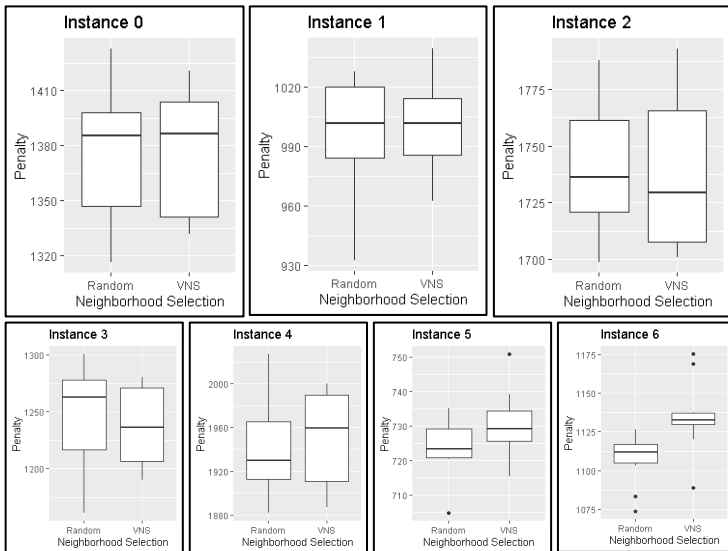 Instance 0
Penalty
1410
1380
1350
1320
Random VNS
Neighborhood Selection
Instance 1
Penalty
1020
990
960
930
Random VNS
Neighborhood Selection
Instance 2
Penalty
1775
1750
1725
1700
Random VNS
Neighborhood Selection
Instance 3
Penalty
1300
1250
1200
Random VNS
Neighborhood Selection
Instance 4
Penalty
2000
1960
1920
1880
Random VNS
Neighborhood Selection
Instance 5
Penalty
750
740
730
720
710
Random VNS
Neighborhood Selection
Instance 6
Penalty
1175
1150
1125
1100
1075
Random VNS
Neighborhood Selection